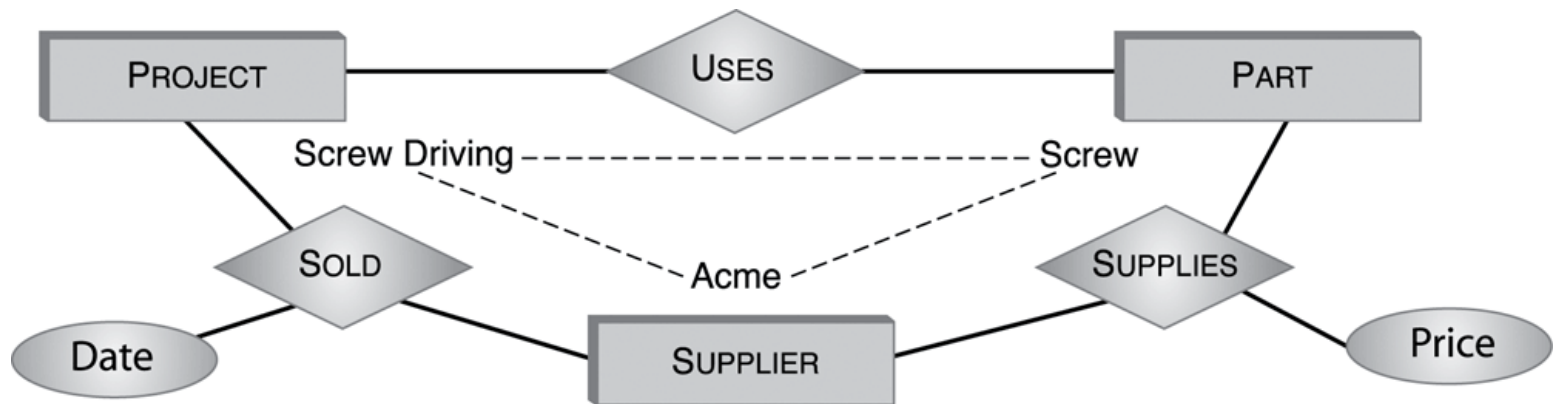 PROJECT
USES
PART
Screw Driving
Screw
SOLD
Acme
SUPPLIES
Date
SUPPLIER
Price